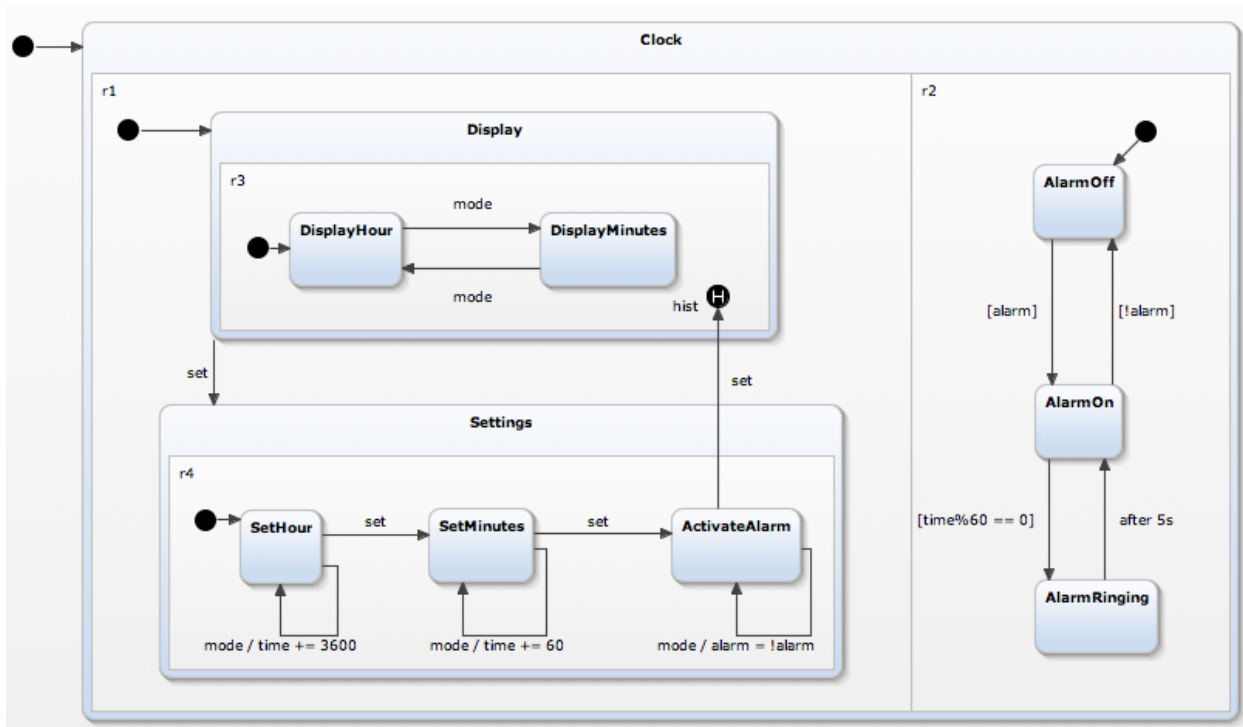 Clock
r1
r2
Display
r3
AlarmOff
mode
DisplayHour
DisplayMinutes
mode
hist
H
[alarm]
[!alarm]
set
set
AlarmOn
Settings
r4
SetHour
set
SetMinutes
set
ActivateAlarm
[time%60 == 0]
after 5s
AlarmRinging
mode / time += 3600
mode / time += 60
mode / alarm = !alarm